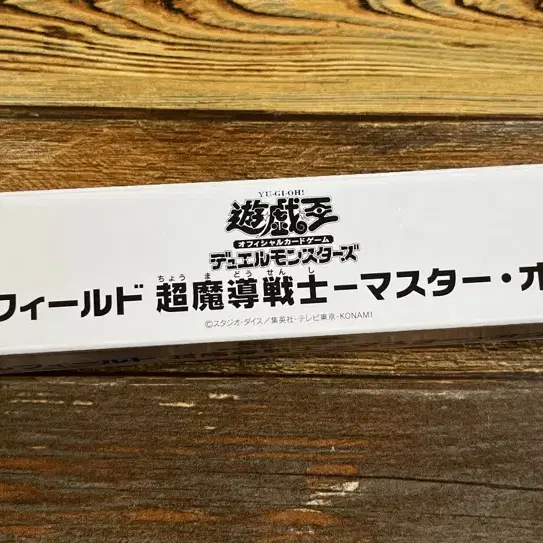 YU-GI-OH!
遊戯王
オフィシャルカードゲーム
デュエルモンスターズ
ちょう ま どう せん し
フィールド 超魔導戦士－マスター・オ
©スタジオ・ダイス／集英社・テレビ東京・KONAMI